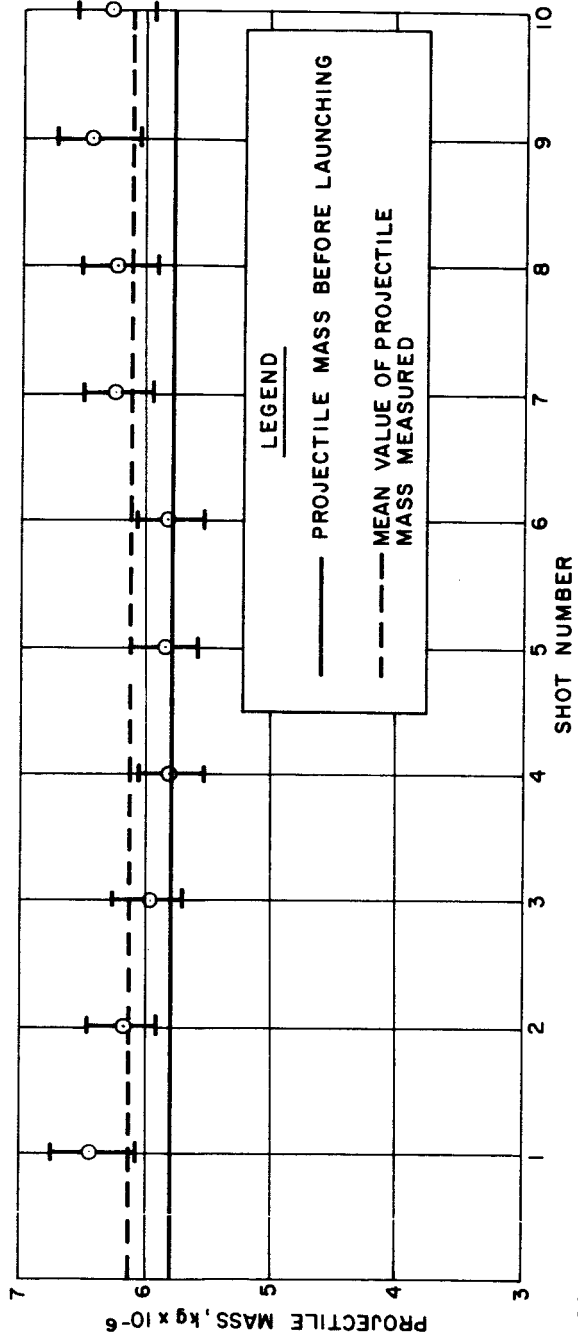 7
6
5
4
3
PROJECTILE MASS, kg x 10-6
LEGEND
PROJECTILE MASS BEFORE LAUNCHING
MEAN VALUE OF PROJECTILE
MASS MEASURED
1 2 3 4 5 6 7 8 9 10
SHOT NUMBER